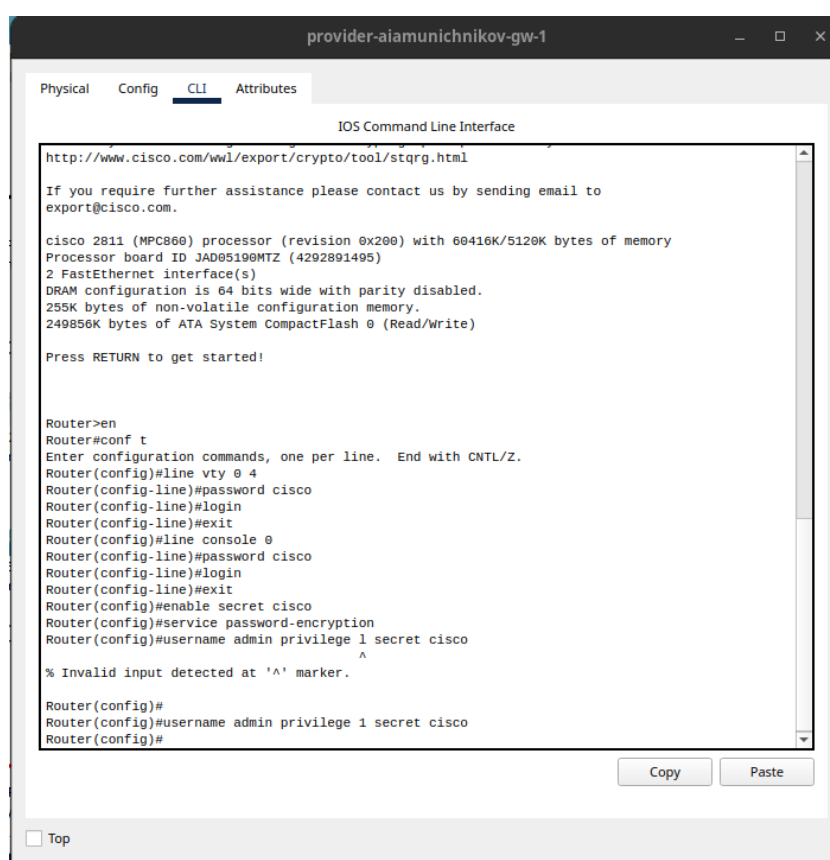 provider-aiamunichnikov-gw-1
Physical Config CLI Attributes
IOS Command Line Interface
http://www.cisco.com/wwl/export/crypto/tool/stqrg.html
If you require further assistance please contact us by sending email to
export@cisco.com.
cisco 2811 (MPC860) processor (revision 0x200) with 60416K/5120K bytes of memory
Processor board ID JAD05190MTZ (4292891495)
2 FastEthernet interface(s)
DRAM configuration is 64 bits wide with parity disabled.
255K bytes of non-volatile configuration memory.
249856K bytes of ATA System CompactFlash 0 (Read/Write)
Press RETURN to get started!
Router>en
Router#conf t
Enter configuration commands, one per line.  End with CNTL/Z.
Router(config)#line vty 0 4
Router(config-line)#password cisco
Router(config-line)#login
Router(config-line)#exit
Router(config)#line console 0
Router(config-line)#password cisco
Router(config-line)#login
Router(config-line)#exit
Router(config)#enable secret cisco
Router(config)#service password-encryption
Router(config)#username admin privilege l secret cisco
^
% Invalid input detected at '^' marker.
Router(config)#
Router(config)#username admin privilege 1 secret cisco
Router(config)#
Copy Paste
Top